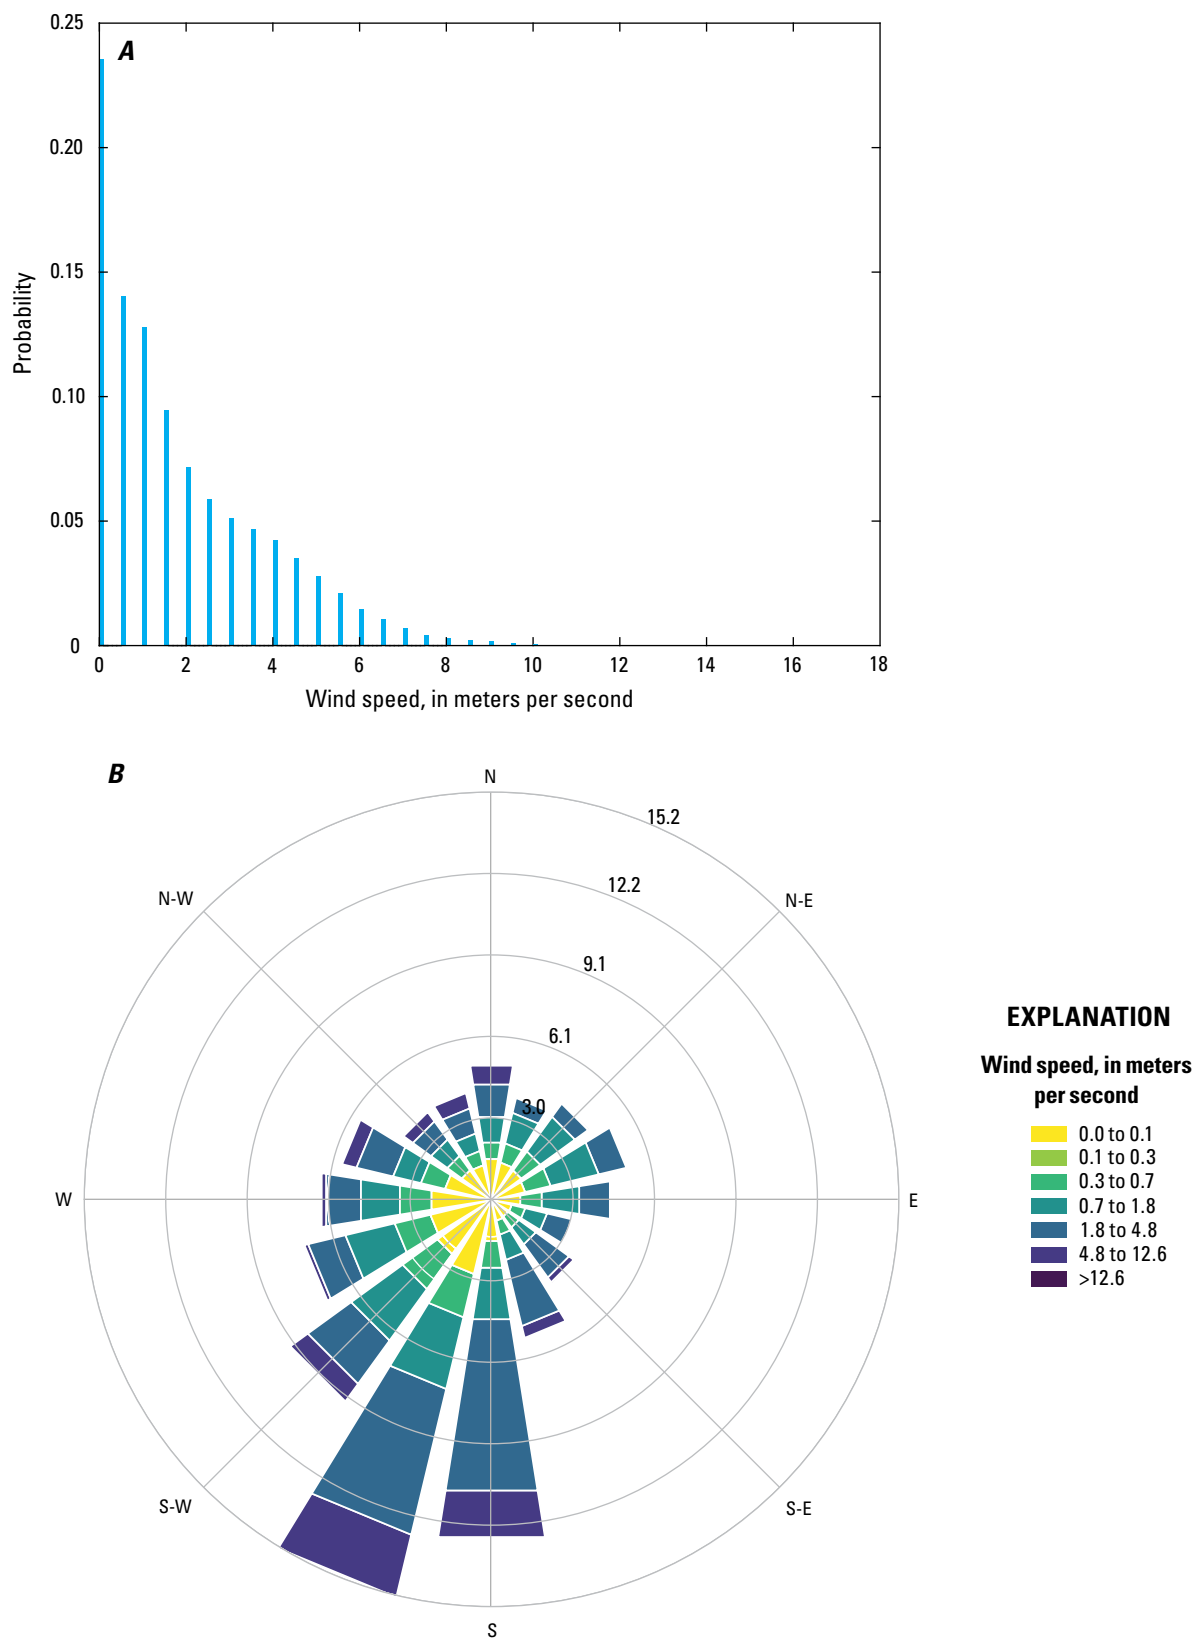 A
0.25
0.20
0.15
0.10
0.05
0
Probability
0 2 4 6 8 10 12 14 16 18
Wind speed, in meters per second
B
N
15.2
12.2
N-W
N-E
9.1
6.1
3.0
W
E
S-W
S-E
S
EXPLANATION
Wind speed, in meters
per second
0.0 to 0.1
0.1 to 0.3
0.3 to 0.7
0.7 to 1.8
1.8 to 4.8
4.8 to 12.6
>12.6